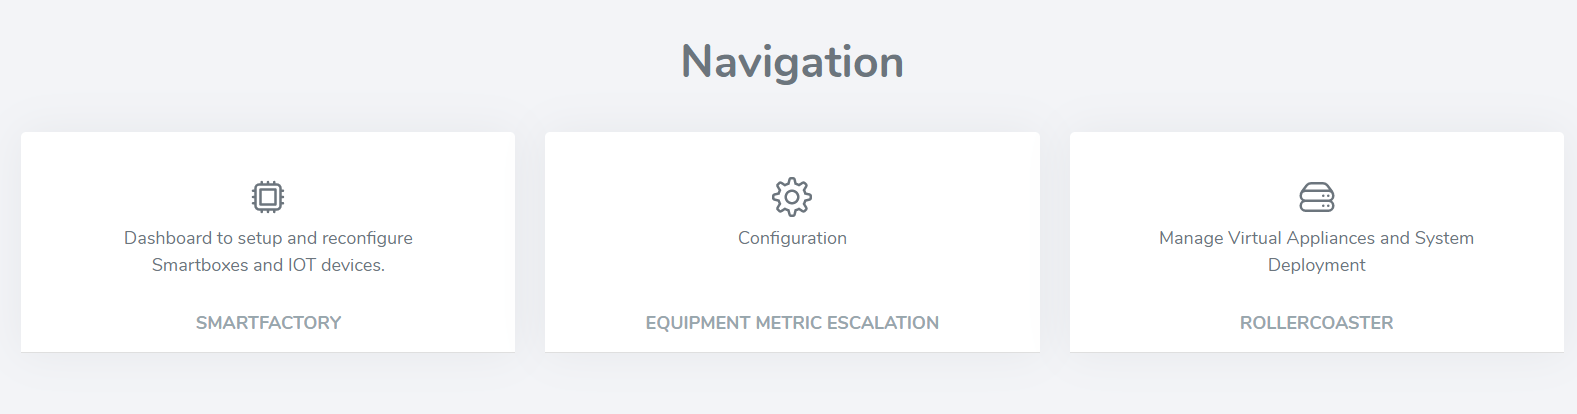 Navigation
Dashboard to setup and reconfigure
Smartboxes and IOT devices.
SMARTFACTORY
Configuration
EQUIPMENT METRIC ESCALATION
Manage Virtual Appliances and System
Deployment
ROLLERCOASTER